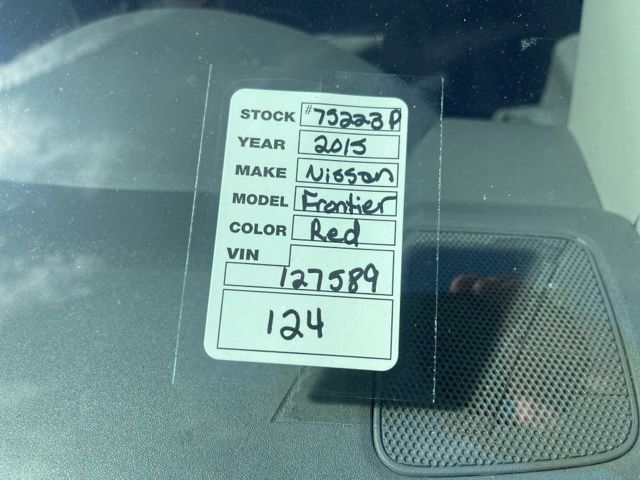 STOCK #75223P
YEAR 2015
MAKE Nissan
MODEL Frontier
COLOR Red
VIN
127589
124